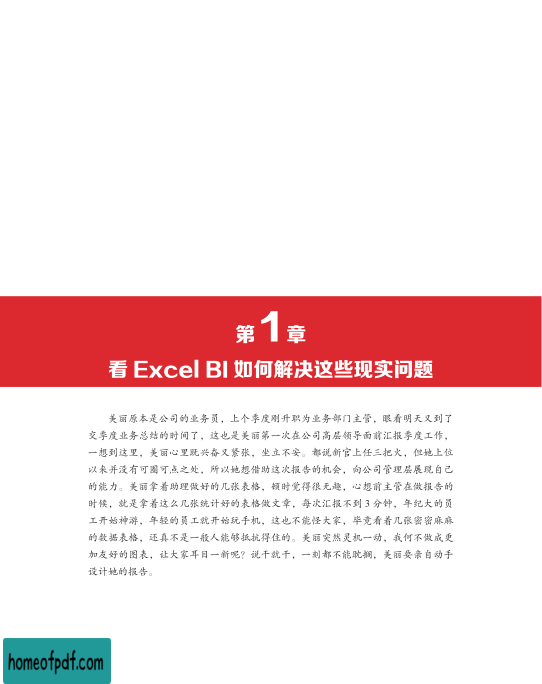 第1章
看 Excel BI 如何解决这些现实问题
美丽原本是公司的业务员，上个季度刚升职为业务部门主管，眼看明天又到了
交季度业务总结的时间了，这也是美丽第一次在公司高层领导面前汇报季度工作，
一想到这里，美丽心里既兴奋又紧张，坐立不安。都说新官上任三把火，但她上位
以来并没有可圈可点之处，所以她想借助这次报告的机会，向公司管理层展现自己
的能力。美丽拿着助理做好的几张表格，顿时觉得很无趣，心想前主管在做报告的
时候，就是拿着这么几张统计好的表格做文章，每次汇报不到 3 分钟，年纪大的员
工开始神游，年轻的员工就开始玩手机，这也不能怪大家，毕竟看着几张密密麻麻
的数据表格，还真不是一般人能够抵抗得住的。美丽突然灵机一动，我何不做成更
加友好的图表，让大家耳目一新呢？说干就干，一刻都不能耽搁，美丽要亲自动手
设计她的报告。
homeofpdf.com